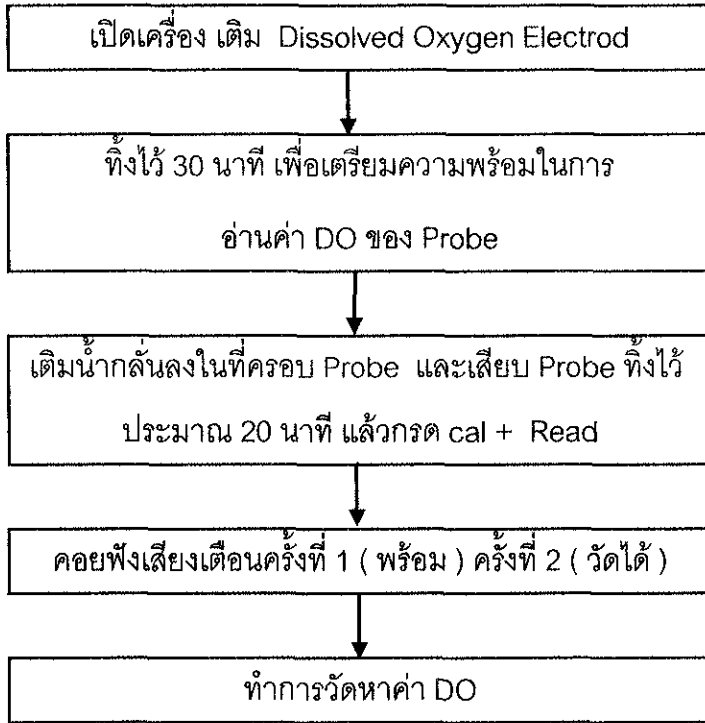 เปิดเครื่อง เติม Dissolved Oxygen Electrod
ทิ้งไว้ 30 นาที เพื่อเตรียมความพร้อมในการ
อ่านค่า DO ของ Probe
เติมน้ำกลั่นลงในที่ครอบ Probe และเสียบ Probe ทิ้งไว้
ประมาณ 20 นาที แล้วกรด cal + Read
คอยฟังเสียงเตือนครั้งที่ 1 ( พร้อม ) ครั้งที่ 2 ( วัดได้ )
ทำการวัดหาค่า DO